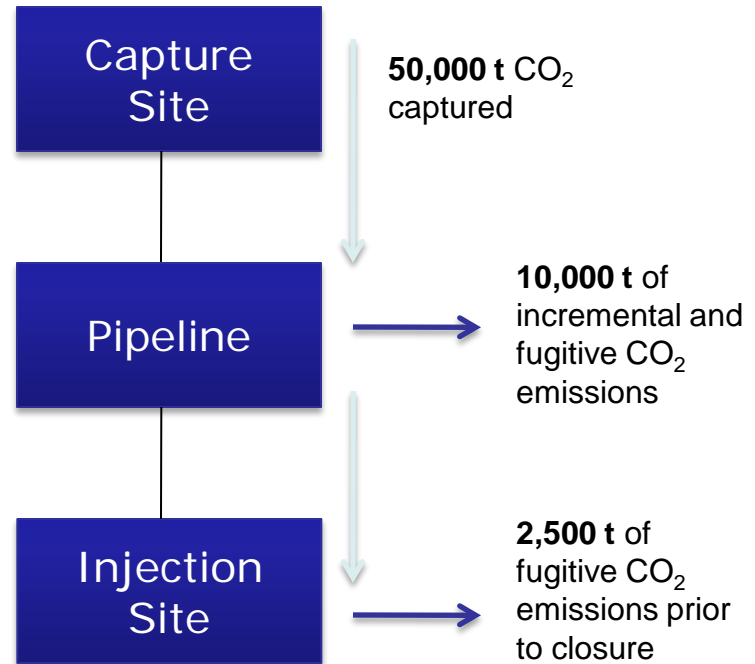 Capture
Site
50,000 t CO₂
captured
Pipeline
10,000 t of
incremental and
fugitive CO₂
emissions
Injection
Site
2,500 t of
fugitive CO₂
emissions prior
to closure